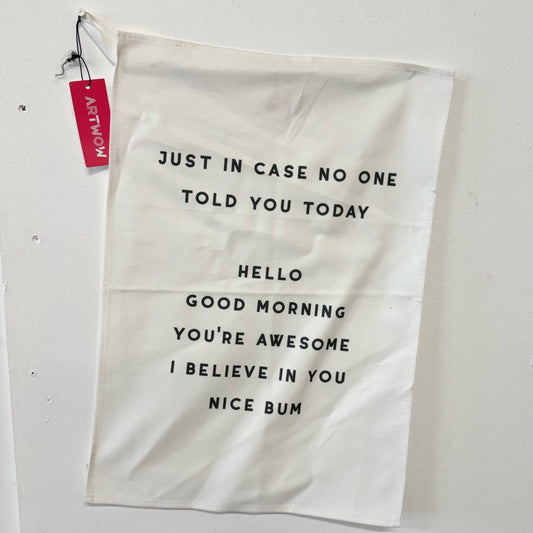 ARTWOW
JUST IN CASE NO ONE
TOLD YOU TODAY
HELLO
GOOD MORNING
YOU'RE AWESOME
I BELIEVE IN YOU
NICE BUM